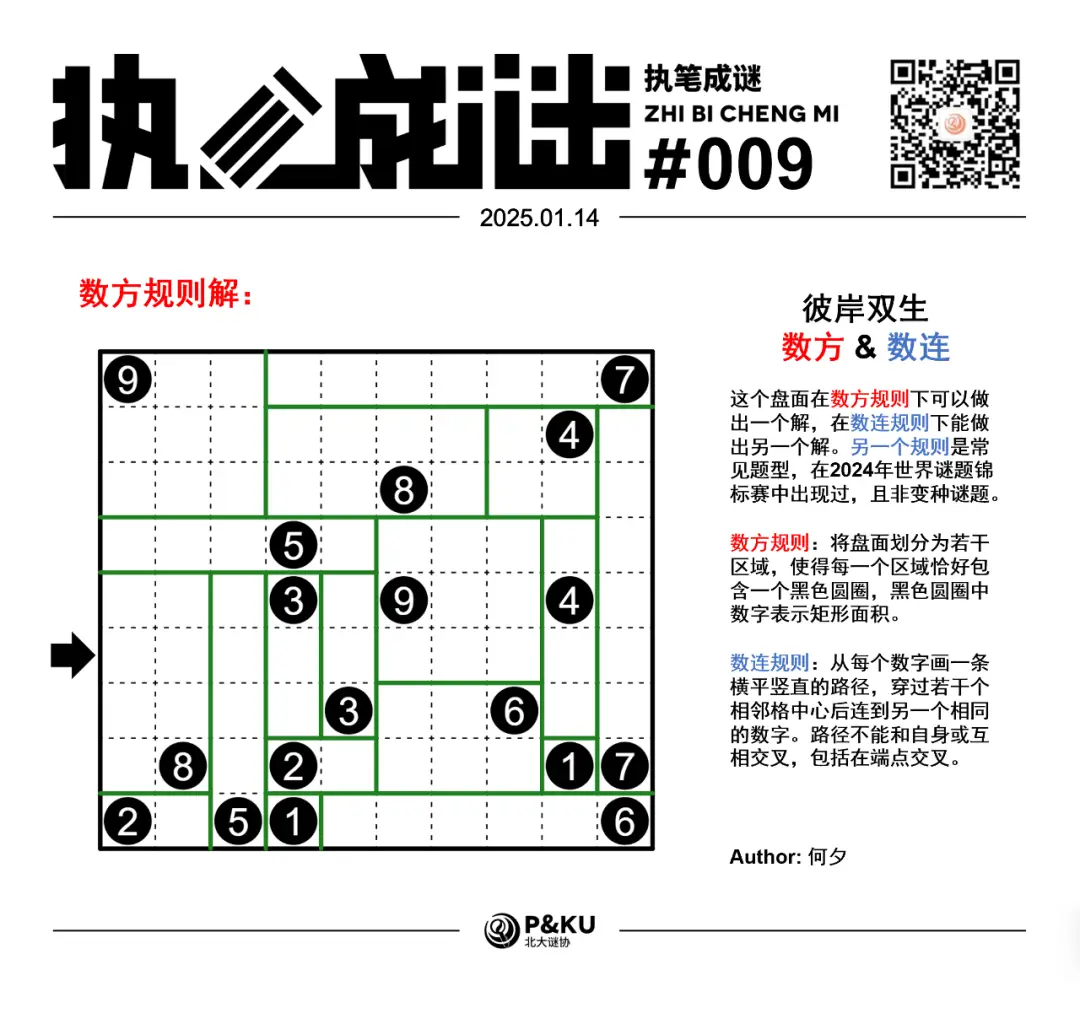 执笔成谜
执笔成谜
ZHI BI CHENG MI
#009
2025.01.14
数方规则解：
9 7
4
8
5
3 9 4
3 6
8 2 1 7
2 5 1 6
彼岸双生
数方 & 数连
这个盘面在数方规则下可以做
出一个解，在数连规则下能做
出另一个解。另一个规则是常
见题型，在2024年世界谜题锦
标赛中出现过，且非变种谜题。
数方规则：将盘面划分为若干
区域，使得每一个区域恰好包
含一个黑色圆圈，黑色圆圈中
数字表示矩形面积。
数连规则：从每个数字画一条
横平竖直的路径，穿过若干个
相邻格中心后连到另一个相同
的数字。路径不能和自身或互
相交叉，包括在端点交叉。
Author: 何夕
P&KU
北大谜协